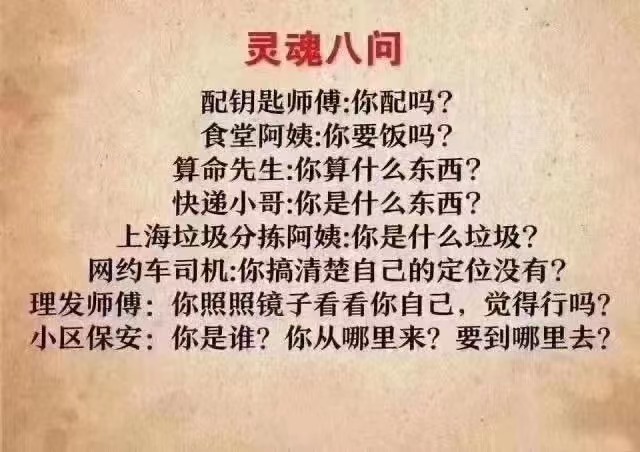 灵魂八问
配钥匙师傅:你配吗？
食堂阿姨:你要饭吗？
算命先生:你算什么东西？
快递小哥:你是什么东西？
上海垃圾分拣阿姨:你是什么垃圾？
网约车司机:你搞清楚自己的定位没有？
理发师傅：你照照镜子看看你自己，觉得行吗？
小区保安：你是谁？你从哪里来？要到哪里去？